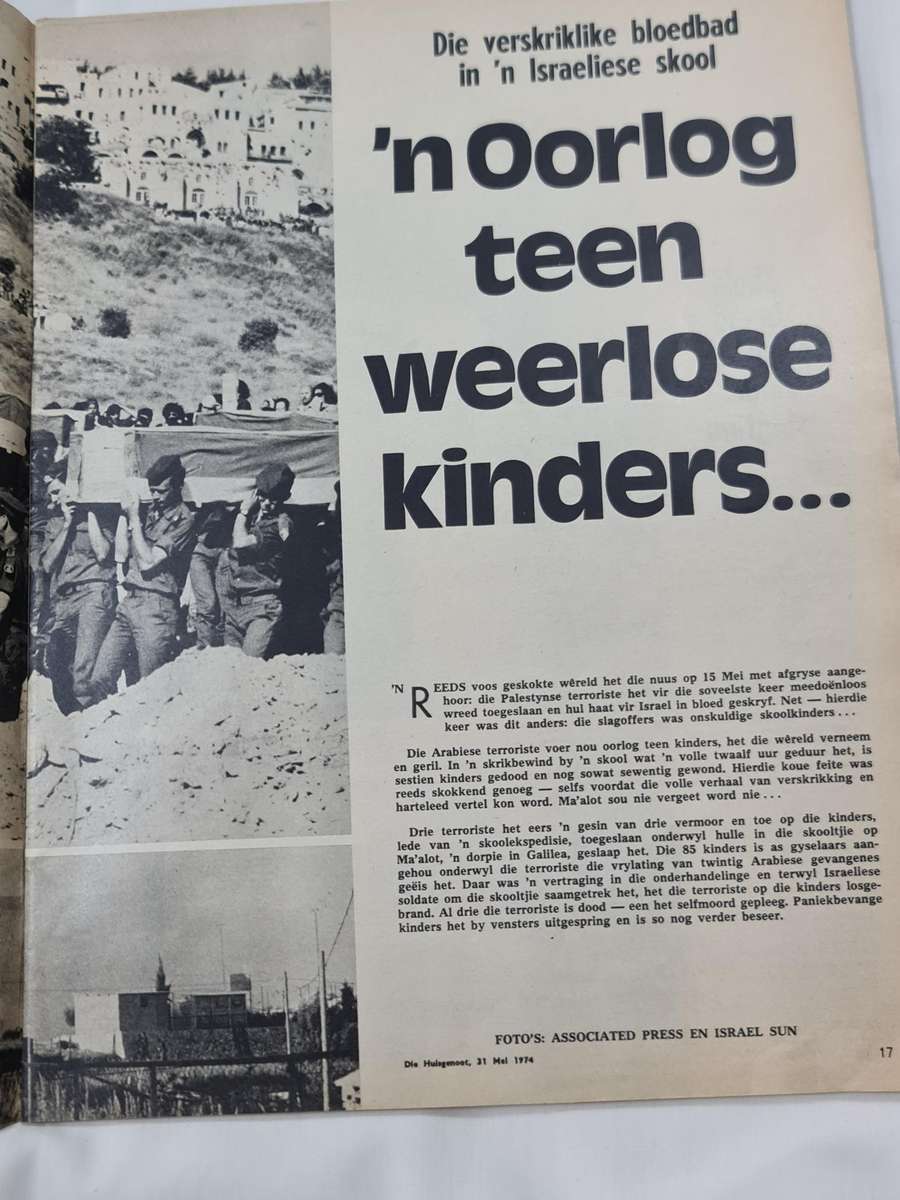 Die verskriklike bloedbad
in 'n Israeliese skool
'n Oorlog
teen
weerlose
kinders...
'N REEDS voos geskokte wêreld het die nuus op 15 Mei met afgryse aange-
hoor: die Palestynse terroriste het vir die soveelste keer meedoënloos
wreed toegeslaan en hul haat vir Israel in bloed geskryf. Net — hierdie
keer was dit anders: die slagoffers was onskuldige skoolkinders...
Die Arabiese terroriste voer nou oorlog teen kinders, het die wêreld verneem
en geril. In 'n skrikbewind by 'n skool wat 'n volle twaalf uur geduur het, is
sestien kinders gedood en nog sowat sewentig gewond. Hierdie koue feite was
reeds skokkend genoeg — selfs voordat die volle verhaal van verskrikking en
harteleed vertel kon word. Ma'alot sou nie vergeet word nie...
Drie terroriste het eers 'n gesin van drie vermoor en toe op die kinders,
lede van 'n skoolekspedisie, toegeslaan onderwyl hulle in die skooltjie op
Ma'alot, 'n dorpie in Galilea, geslaap het. Die 85 kinders is as gyselaars aan-
gehou onderwyl die terroriste die vrylating van twintig Arabiese gevangenes
geëis het. Daar was 'n vertraging in die onderhandelinge en terwyl Israeliese
soldate om die skooltjie saamgetrek het, het die terroriste op die kinders losge-
brand. Al drie die terroriste is dood — een het selfmoord gepleeg. Paniekbevange
kinders het by vensters uitgespring en is so nog verder beseer.
FOTO'S: ASSOCIATED PRESS EN ISRAEL SUN
Die Huisgenoot, 31 Mei 1974
17